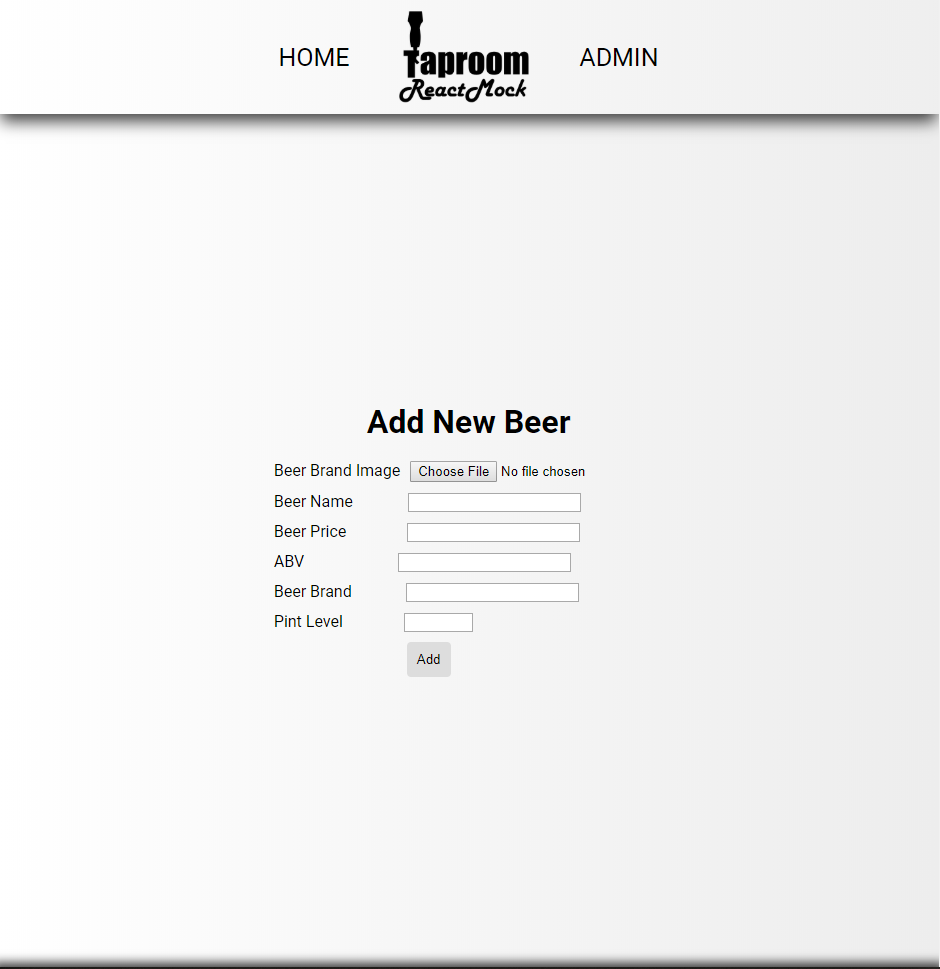 HOME
Taproom
ReactMock
ADMIN
Add New Beer
Beer Brand Image Choose File No file chosen
Beer Name
Beer Price
ABV
Beer Brand
Pint Level
Add